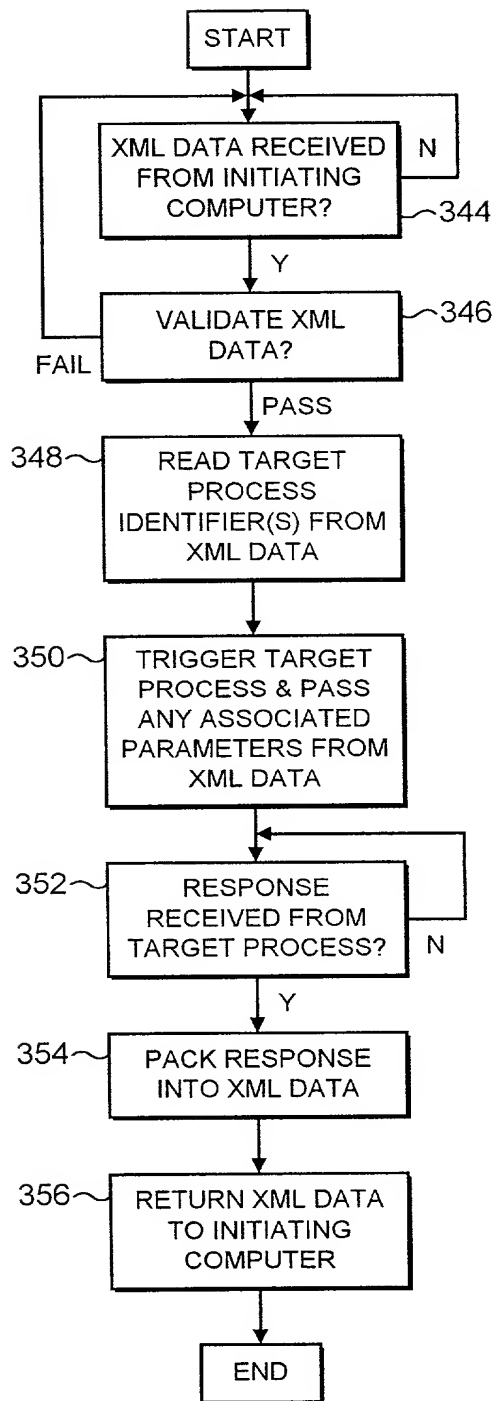 START
XML DATA RECEIVED
FROM INITIATING
COMPUTER?
N
344
Y
VALIDATE XML
DATA?
346
FAIL
PASS
348
READ TARGET
PROCESS
IDENTIFIER(S) FROM
XML DATA
350
TRIGGER TARGET
PROCESS & PASS
ANY ASSOCIATED
PARAMETERS FROM
XML DATA
352
RESPONSE
RECEIVED FROM
TARGET PROCESS?
N
Y
354
PACK RESPONSE
INTO XML DATA
356
RETURN XML DATA
TO INITIATING
COMPUTER
END